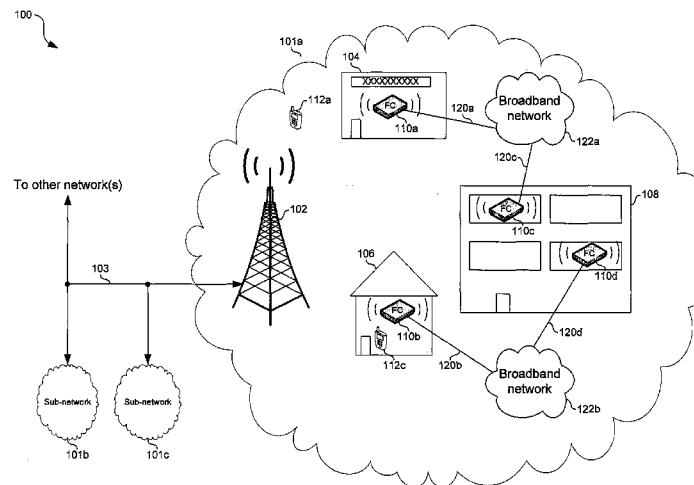 100
101a
104
XXXXXXXXXX
FC
110a
112a
120a
Broadband
network
122a
120c
To other network(s)
102
108
FC
110c
FC
110d
103
106
FC
110b
112c
120b
120d
Broadband
network
122b
Sub-network
101b
Sub-network
101c